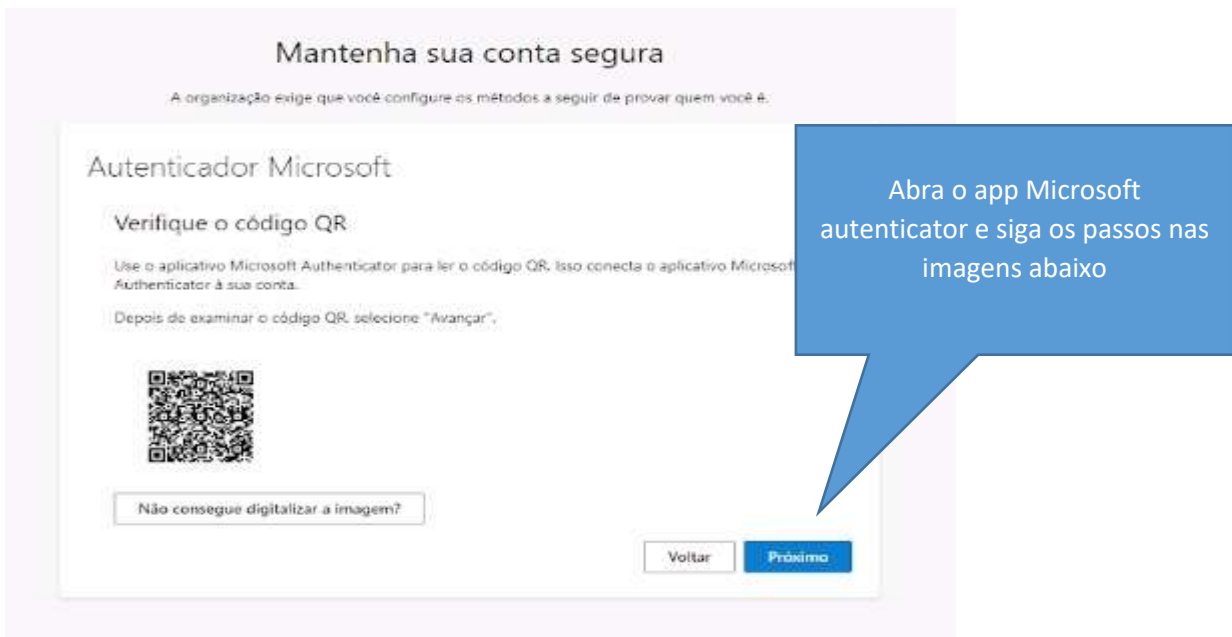 Mantenha sua conta segura
A organização exige que você configure os métodos a seguir de provar quem você é.
Autenticador Microsoft
Verifique o código QR
Use o aplicativo Microsoft Authenticator para ler o código QR. Isso conecta o aplicativo Microsoft
Authenticator à sua conta.
Depois de examinar o código QR, selecione "Avançar".
Não consegue digitalizar a imagem?
Voltar
Próximo
Abra o app Microsoft
autenticator e siga os passos nas
imagens abaixo